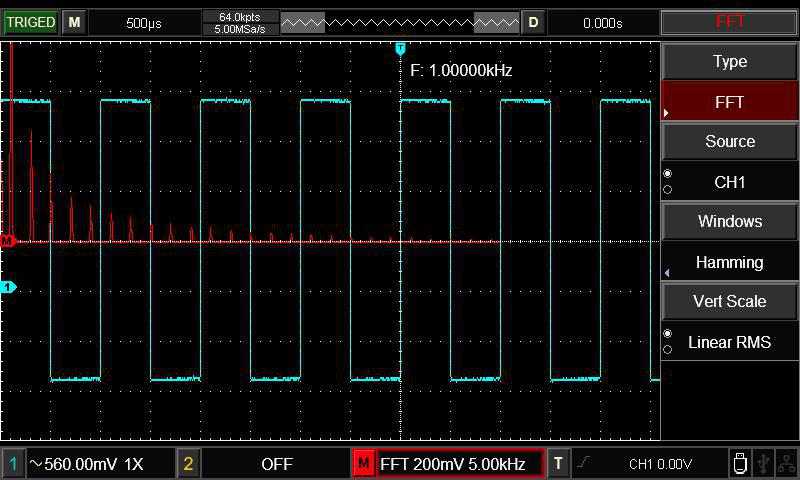 TRIGED M 500μs 64.0kpts D 0.000s FFT
5.00MSa/s
T
F: 1.00000kHz
Type
FFT
Source
CH1
Windows
M
Hamming
1
Vert Scale
Linear RMS
1 ~560.00mV 1X 2 OFF M FFT 200mV 5.00kHz T CH1 0.00V